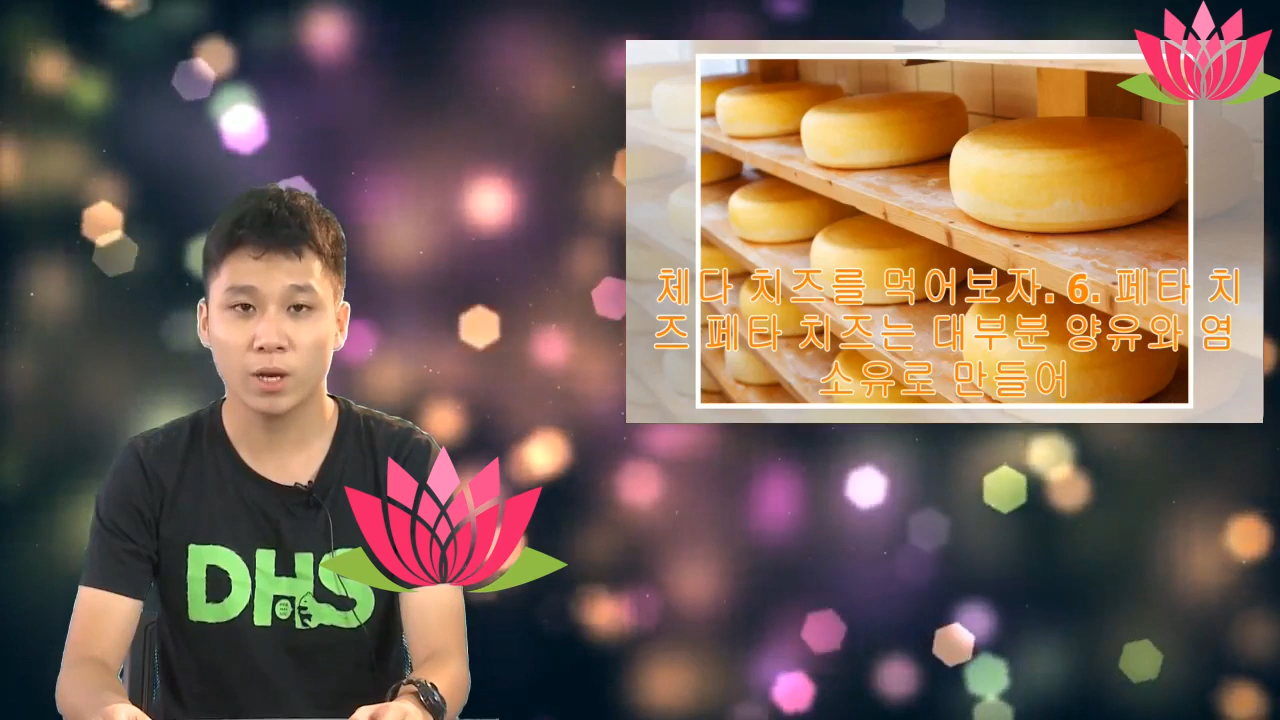 체다 치즈를 먹어보자. 6. 페타 치
즈 페타 치즈는 대부분 양유와 염
소유로 만들어
DHS